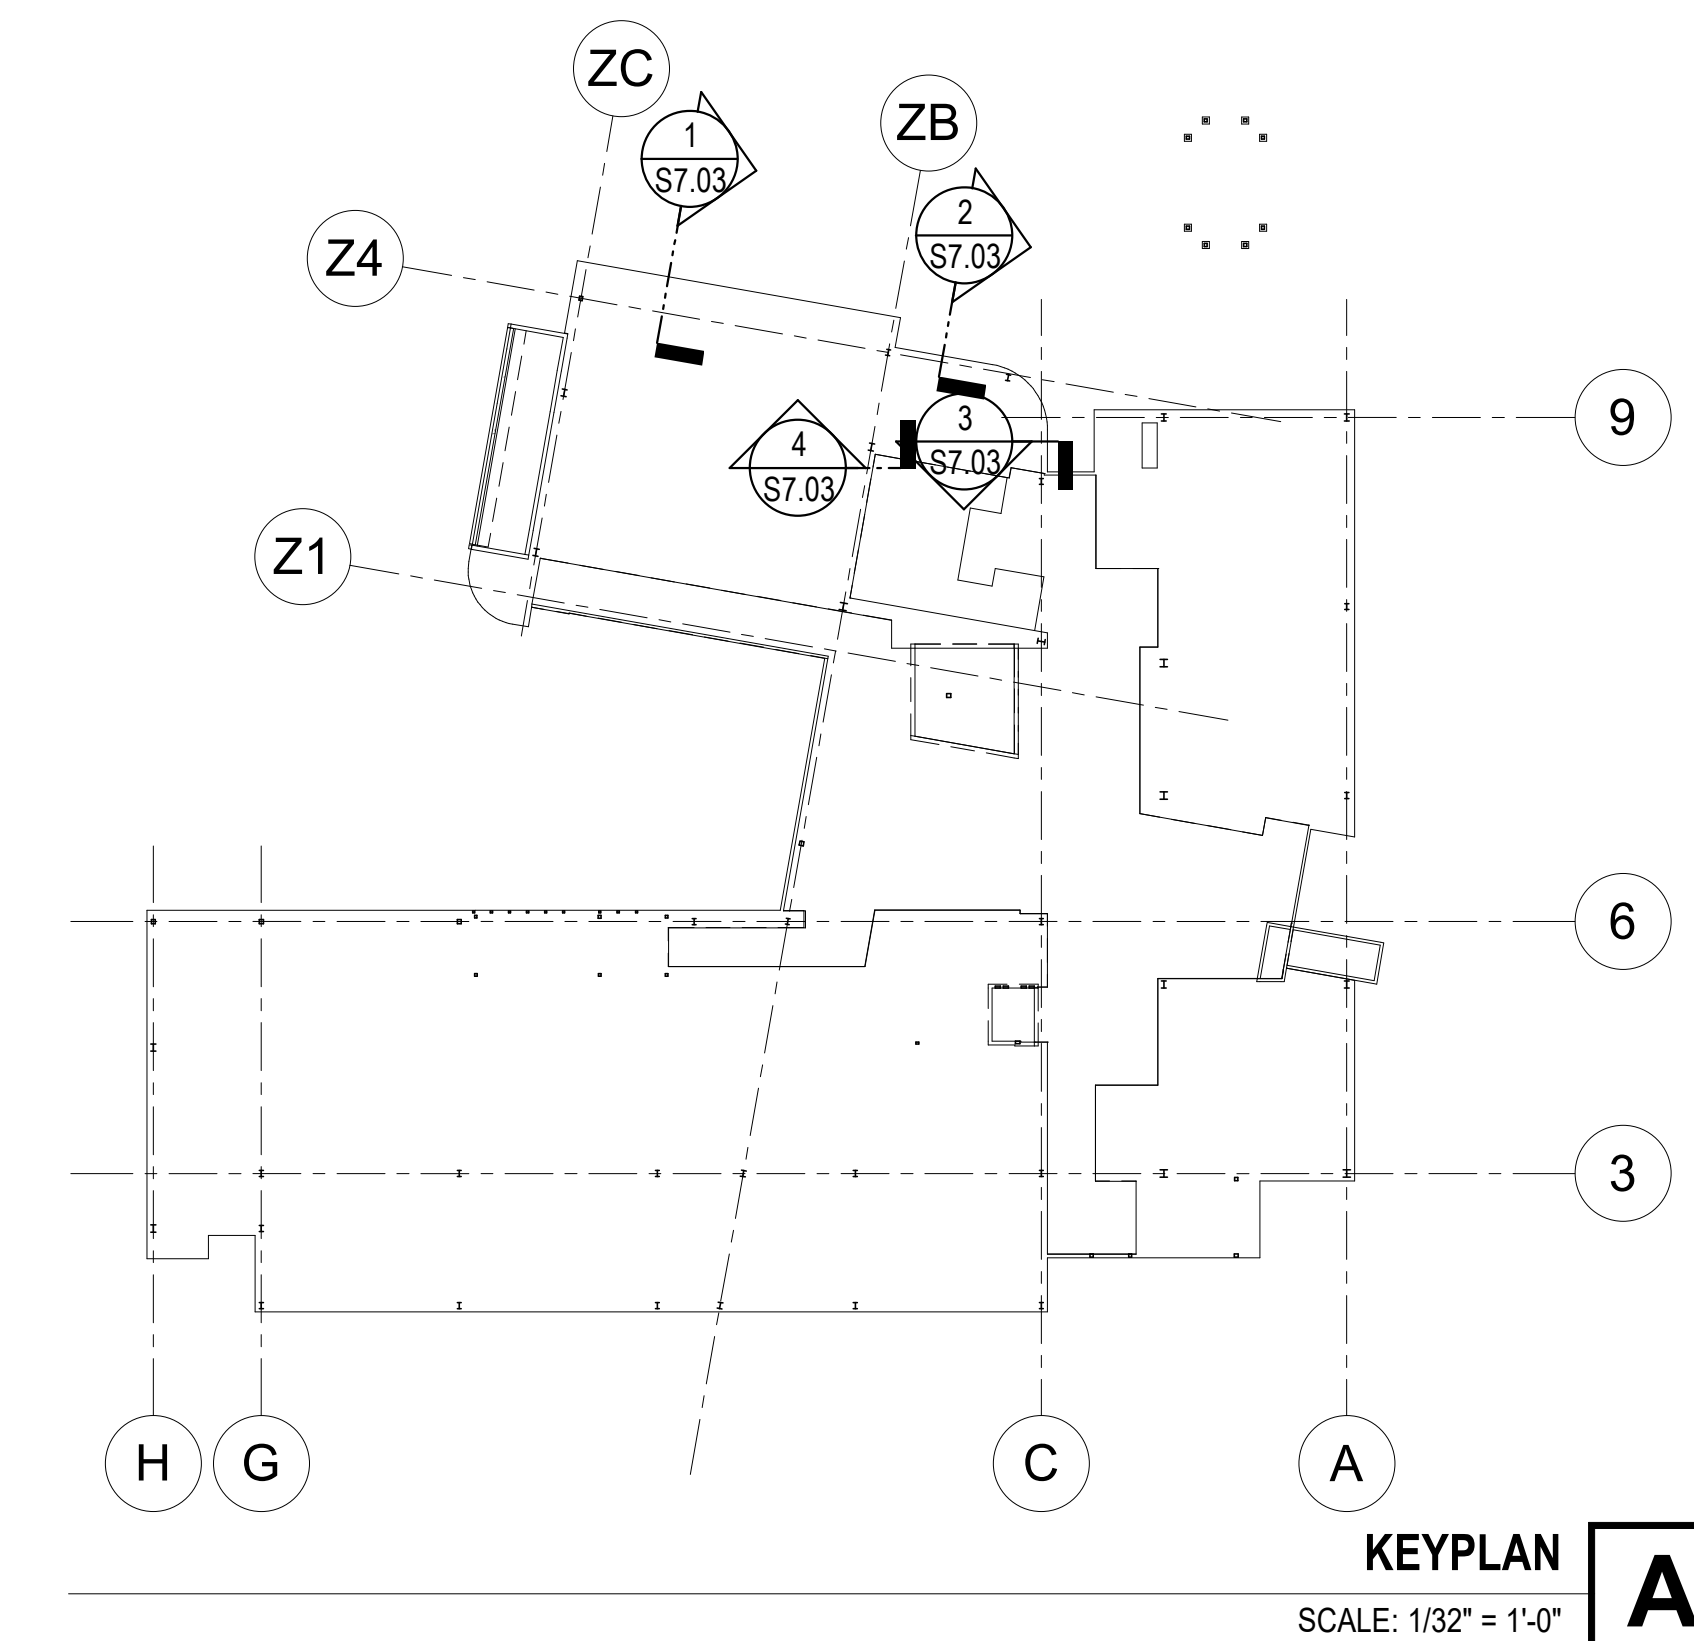 ZC
1
S7.03
ZB
2
S7.03
Z4
3
S7.03
4
S7.03
9
Z1
6
3
H
G
C
A
KEYPLAN
A
SCALE: 1/32" = 1'-0"